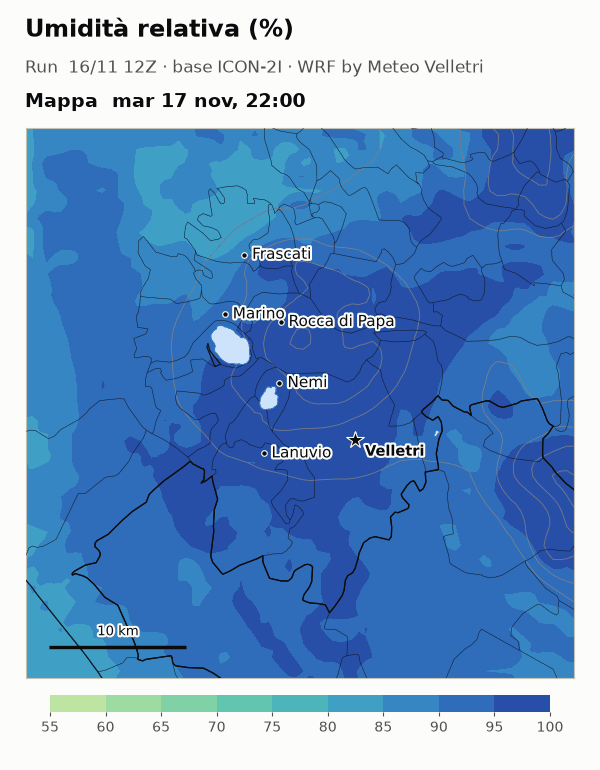 Umidità relativa (%)
Run  16/11 12Z · base ICON-2I · WRF by Meteo Velletri
Mappa  mar 17 nov, 22:00
Frascati
Marino
Rocca di Papa
Nemi
Velletri
Lanuvio
10 km
55 60 65 70 75 80 85 90 95 100